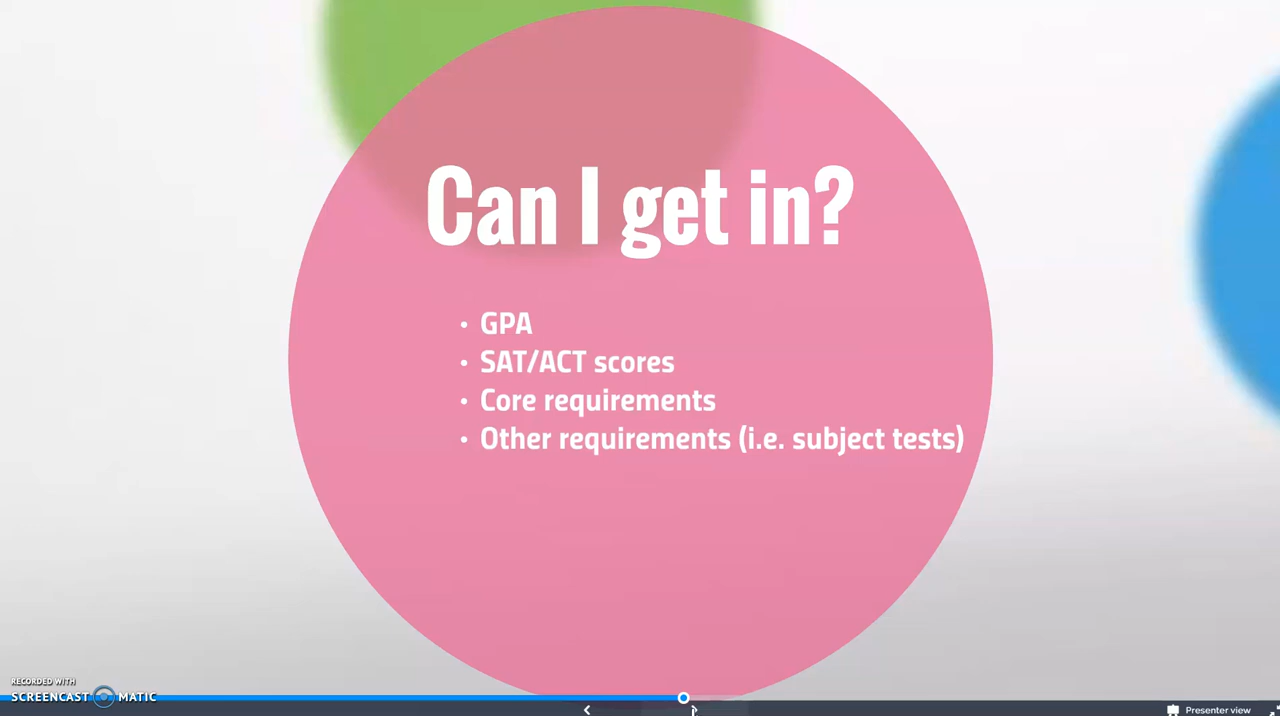 Can I get in?
• GPA
• SAT/ACT scores
• Core requirements
• Other requirements (i.e. subject tests)
RECORDED WITH
SCREENCAST MATIC
Presenter view